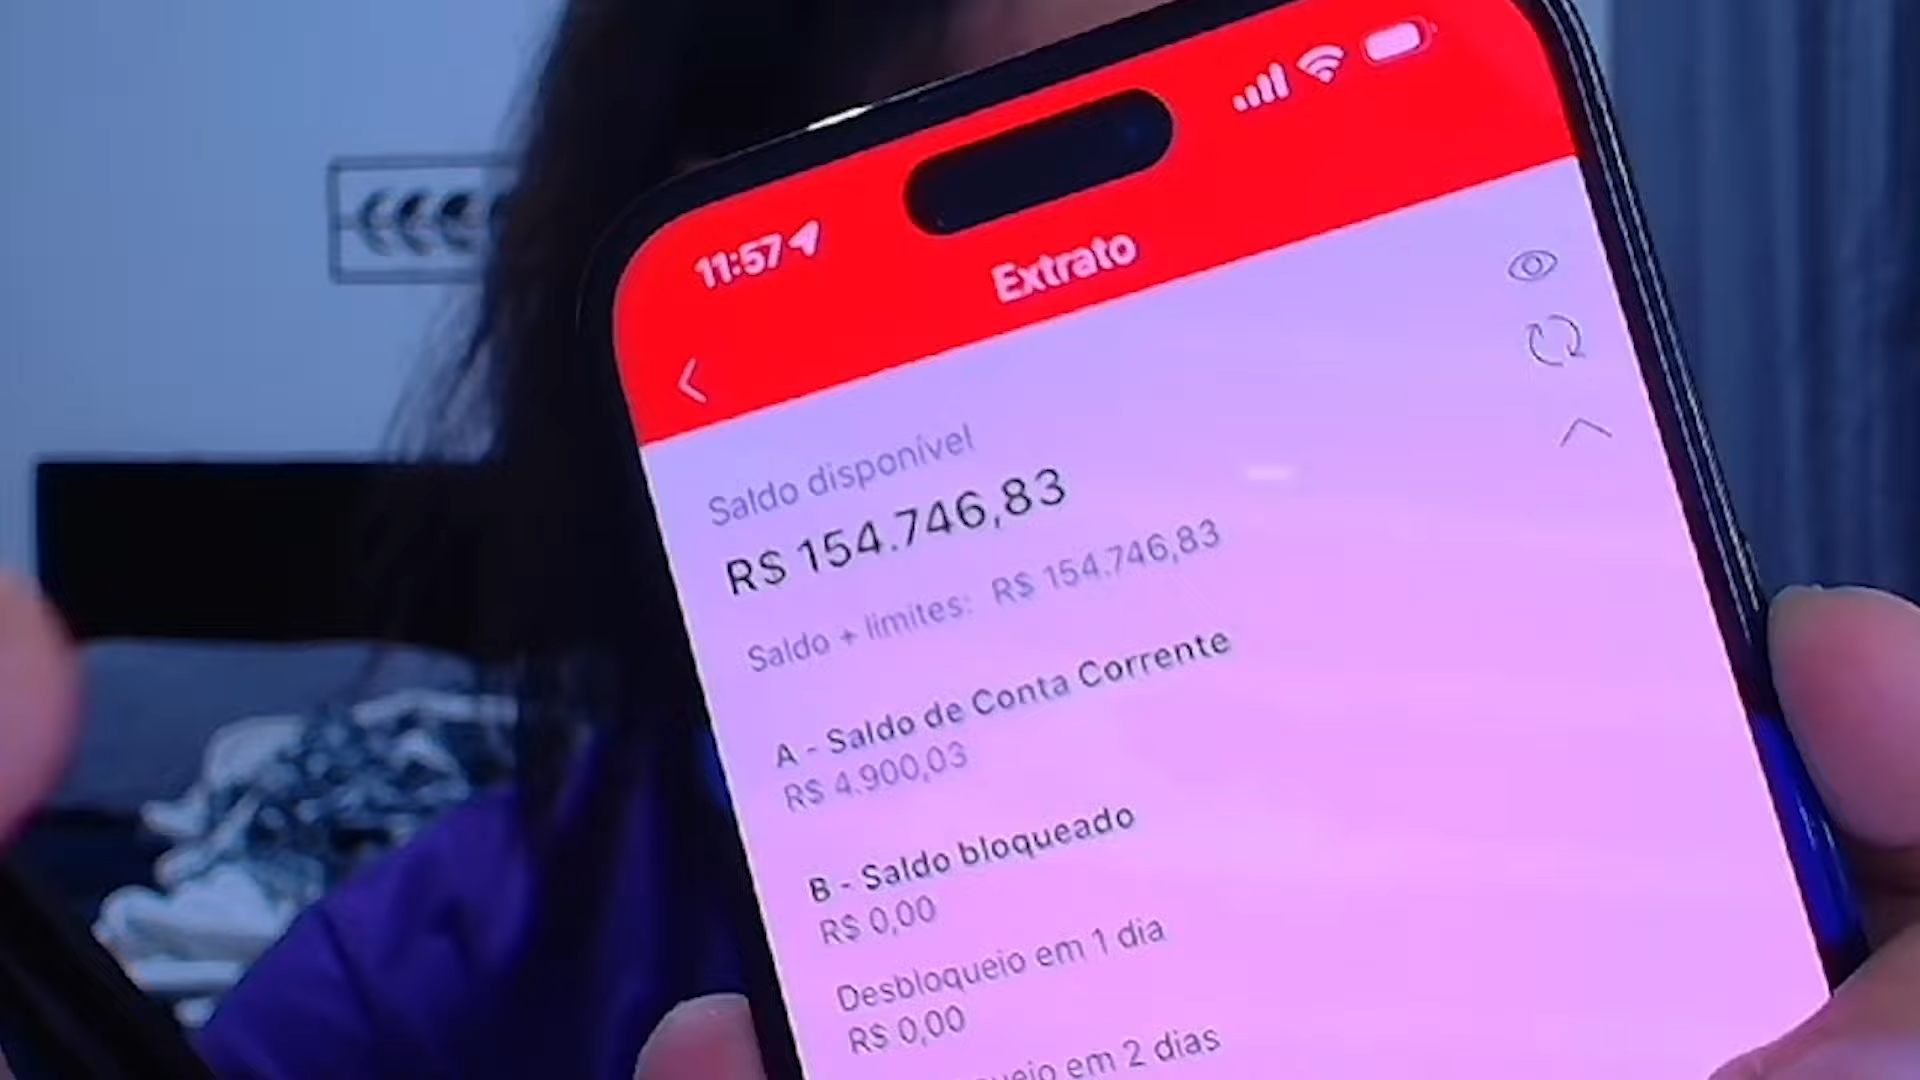 11:57
Extrato
Saldo disponível
R$ 154.746,83
Saldo + limites: R$ 154.746,83
A - Saldo de Conta Corrente
R$ 4.900,03
B - Saldo bloqueado
R$ 0,00
Desbloqueio em 1 dia
R$ 0,00
em 2 dias